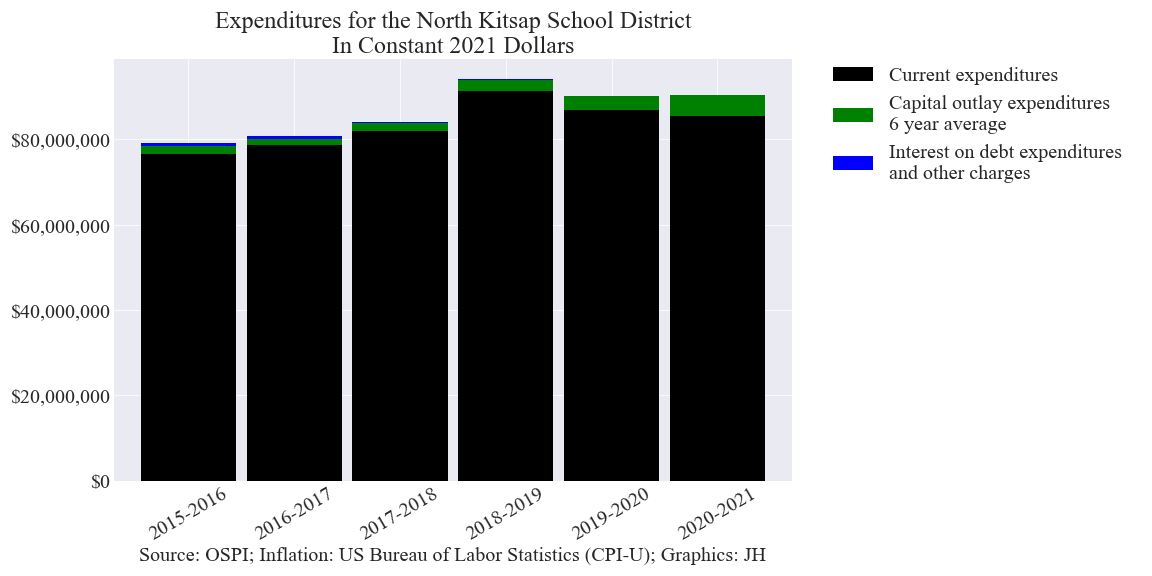 Expenditures for the North Kitsap School District
In Constant 2021 Dollars
Current expenditures
Capital outlay expenditures
6 year average
Interest on debt expenditures
and other charges
$80,000,000
$60,000,000
$40,000,000
$20,000,000
$0
2015-2016
2016-2017
2017-2018
2018-2019
2019-2020
2020-2021
Source: OSPI; Inflation: US Bureau of Labor Statistics (CPI-U); Graphics: JH